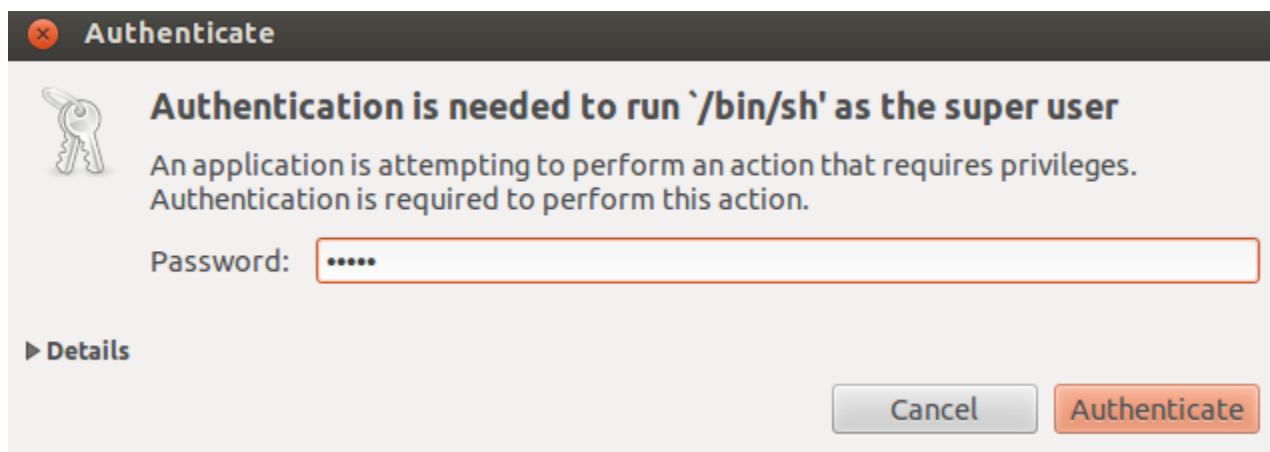 Authenticate
Authentication is needed to run `/bin/sh' as the super user
An application is attempting to perform an action that requires privileges.
Authentication is required to perform this action.
Password: •••••
Details
Cancel Authenticate